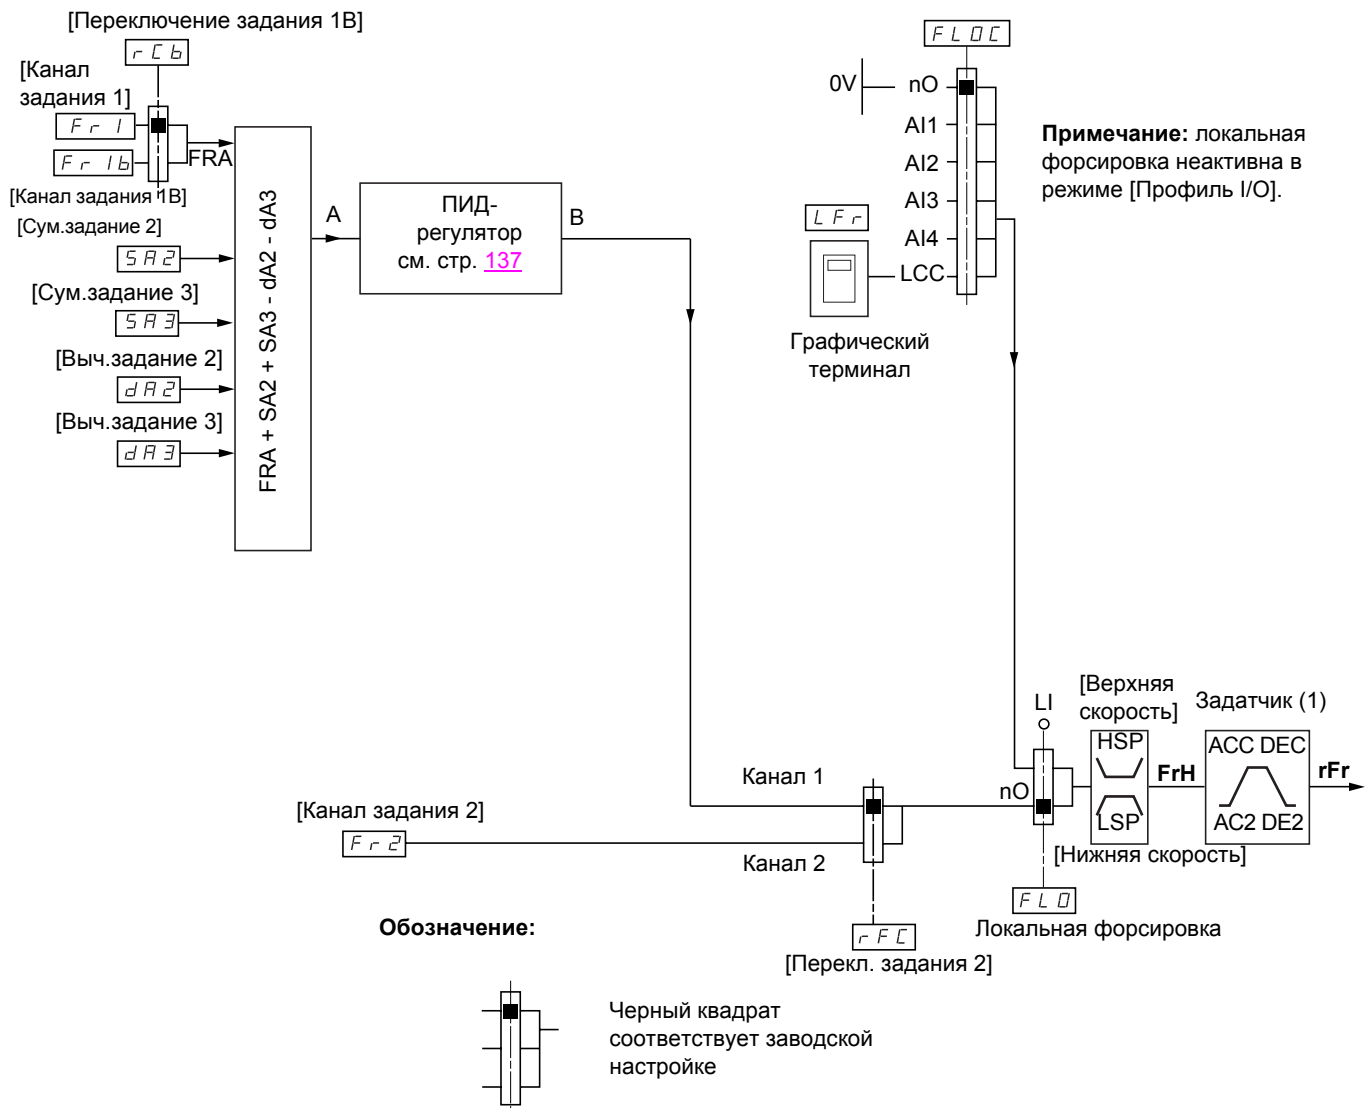 [Переключение задания 1B]
rCb
[Канал
задания 1]
Fr1
Fr1b
FRA
[Канал задания 1B]
[Сум.задание 2]
SA2
[Сум.задание 3]
SA3
[Выч.задание 2]
dA2
[Выч.задание 3]
dA3
FRA + SA2 + SA3 - dA2 - dA3
A
ПИД-
регулятор
см. стр. 137
B
FLOC
0V
nO
AI1
AI2
AI3
AI4
LCC
LFr
Графический
терминал
Примечание: локальная
форсировка неактивна в
режиме [Профиль I/O].
[Канал задания 2]
Fr2
Канал 1
Канал 2
rFC
[Перекл. задания 2]
LI
nO
FLO
Локальная форсировка
[Верхняя
скорость]
HSP
LSP
[Нижняя скорость]
FrH
Задатчик (1)
ACC DEC
AC2 DE2
rFr
Обозначение:
Черный квадрат
соответствует заводской
настройке